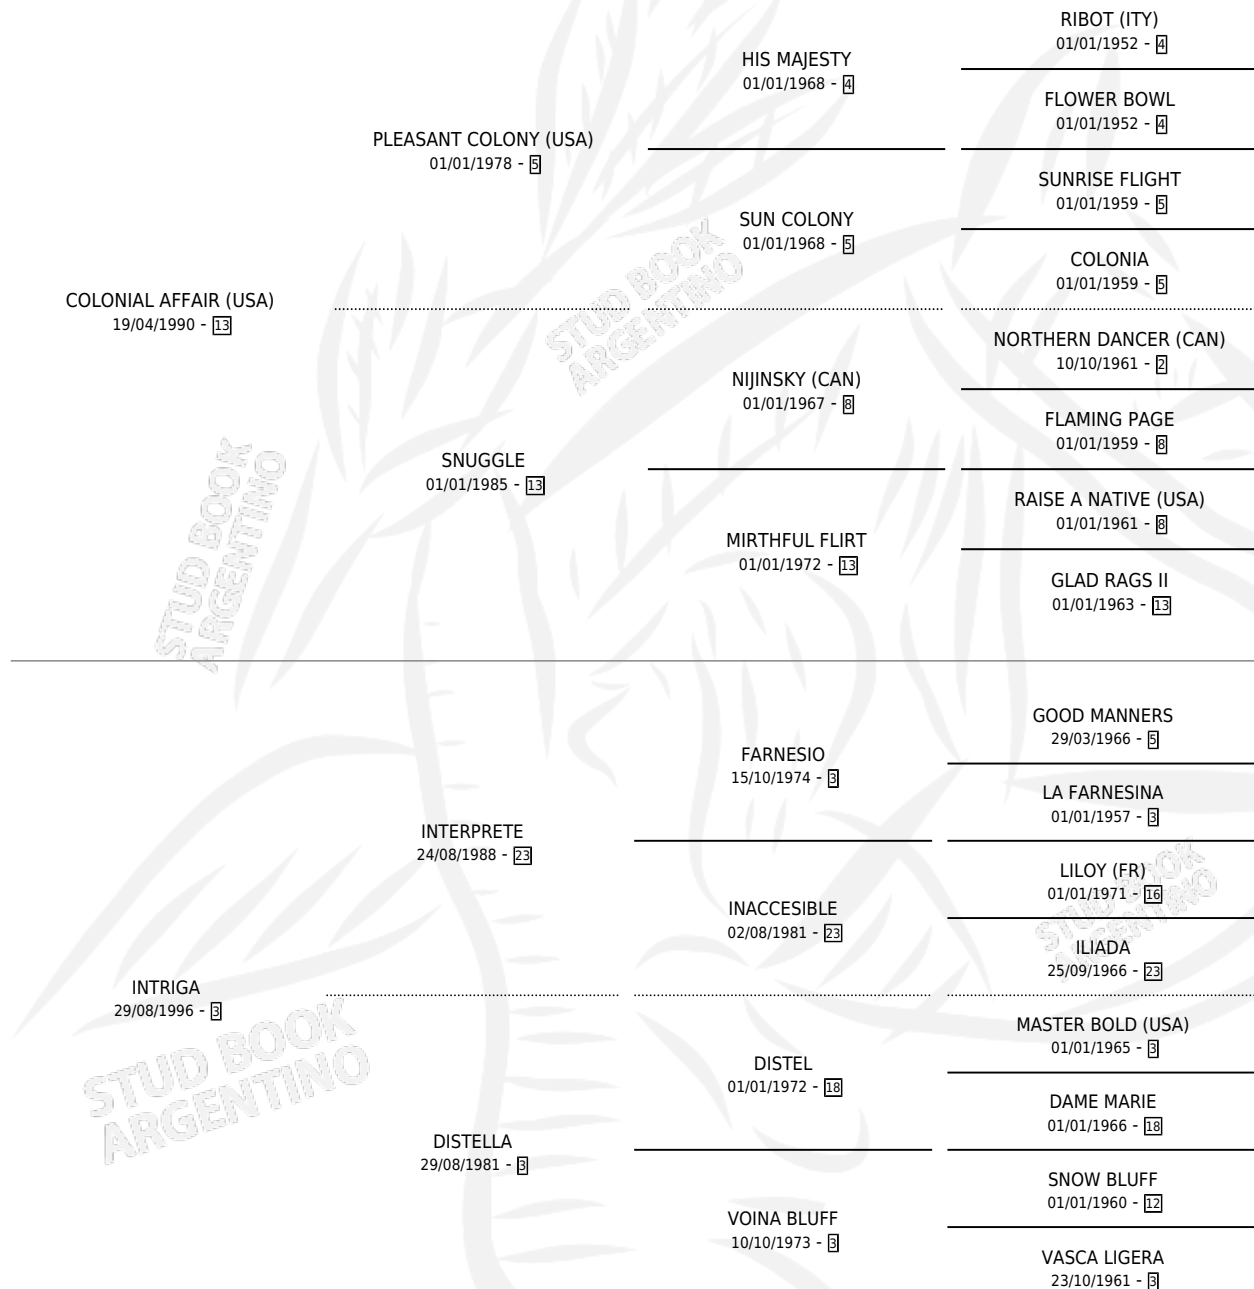 RIBOT (ITY)
01/01/1952 - 4
HIS MAJESTY
01/01/1968 - 4
FLOWER BOWL
01/01/1952 - 4
PLEASANT COLONY (USA)
01/01/1978 - 5
SUNRISE FLIGHT
01/01/1959 - 5
SUN COLONY
01/01/1968 - 5
COLONIA
01/01/1959 - 5
COLONIAL AFFAIR (USA)
19/04/1990 - 13
NORTHERN DANCER (CAN)
10/10/1961 - 2
NIJINSKY (CAN)
01/01/1967 - 8
FLAMING PAGE
01/01/1959 - 8
SNUGGLE
01/01/1985 - 13
RAISE A NATIVE (USA)
01/01/1961 - 8
MIRTHFUL FLIRT
01/01/1972 - 13
GLAD RAGS II
01/01/1963 - 13
GOOD MANNERS
29/03/1966 - 5
FARNESIO
15/10/1974 - 3
LA FARNESINA
01/01/1957 - 3
INTERPRETE
24/08/1988 - 23
LILOY (FR)
01/01/1971 - 16
INACCESIBLE
02/08/1981 - 23
ILIADA
25/09/1966 - 23
INTRIGA
29/08/1996 - 3
MASTER BOLD (USA)
01/01/1965 - 3
DISTEL
01/01/1972 - 18
DAME MARIE
01/01/1966 - 18
DISTELLA
29/08/1981 - 3
SNOW BLUFF
01/01/1960 - 12
VOINA BLUFF
10/10/1973 - 3
VASCA LIGERA
23/10/1961 - 3
STUD BOOK
ARGENTINO
STUD BOOK
ARGENTINO
STUD BOOK
ARGENTINO
STUD BOOK
ARGENTINO